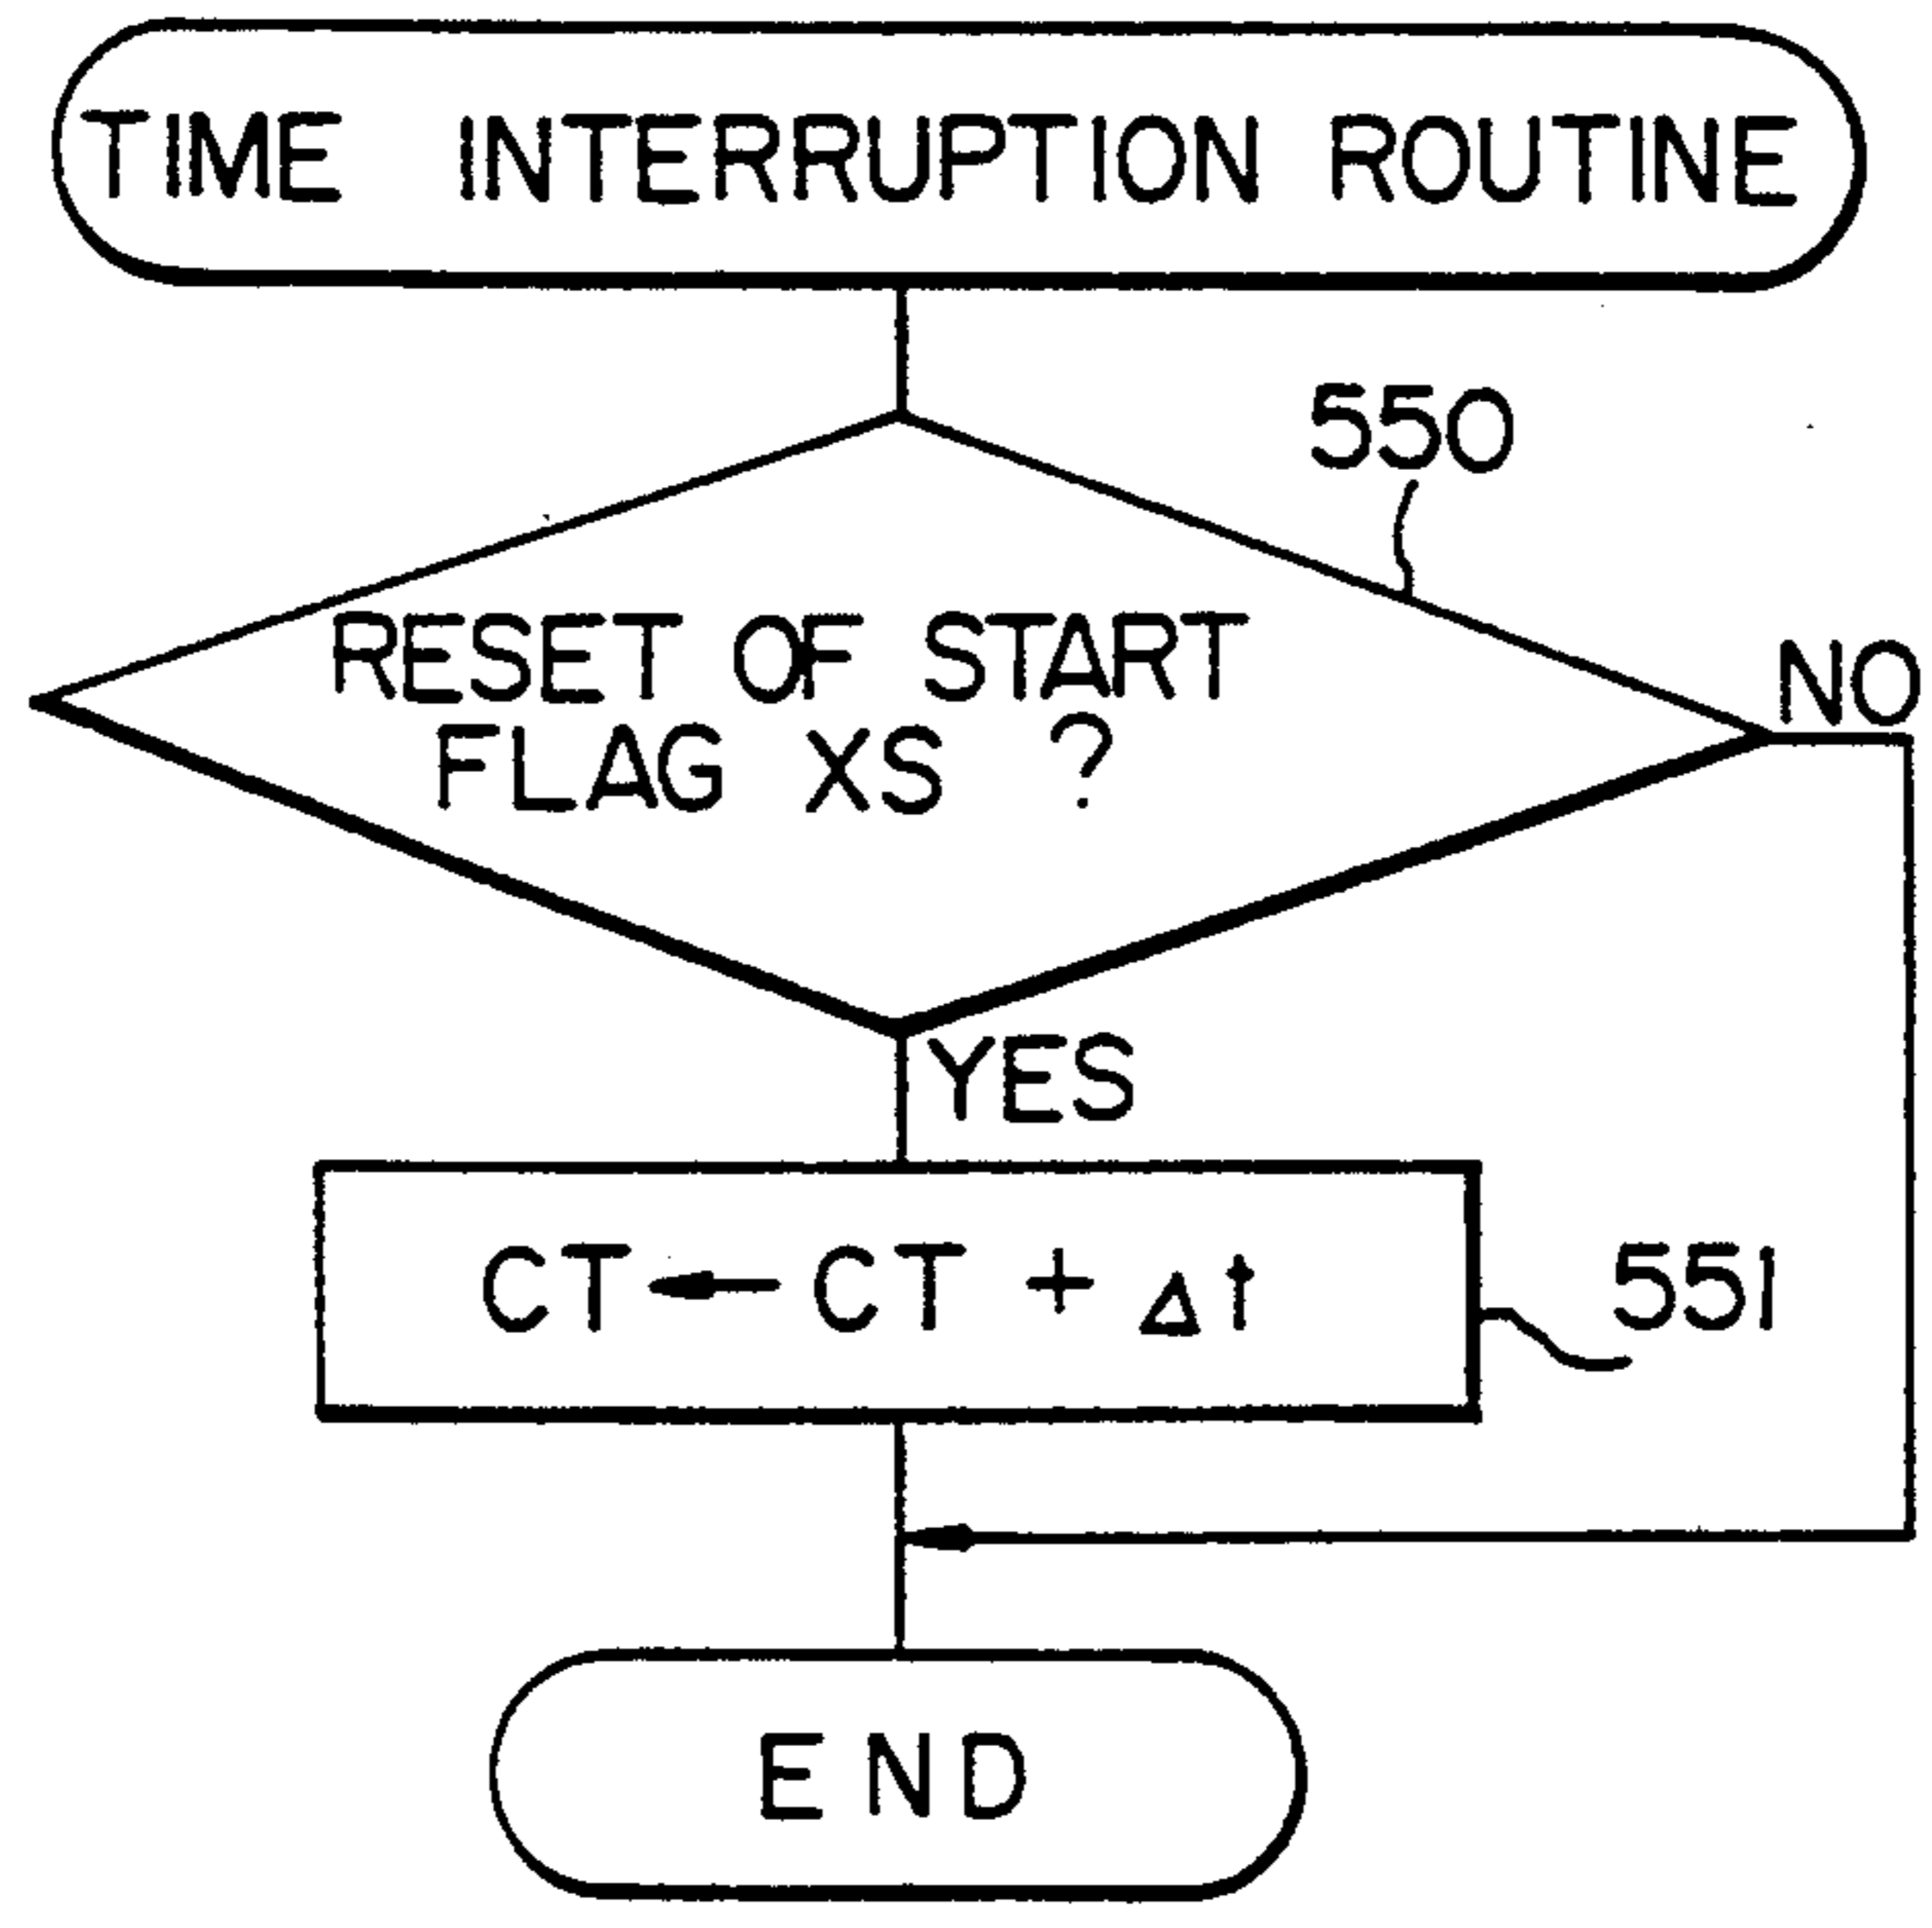 TIME INTERRUPTION ROUTINE
550
RESET OF START
FLAG XS ?
NO
YES
CT ← CT + Δt
551
END